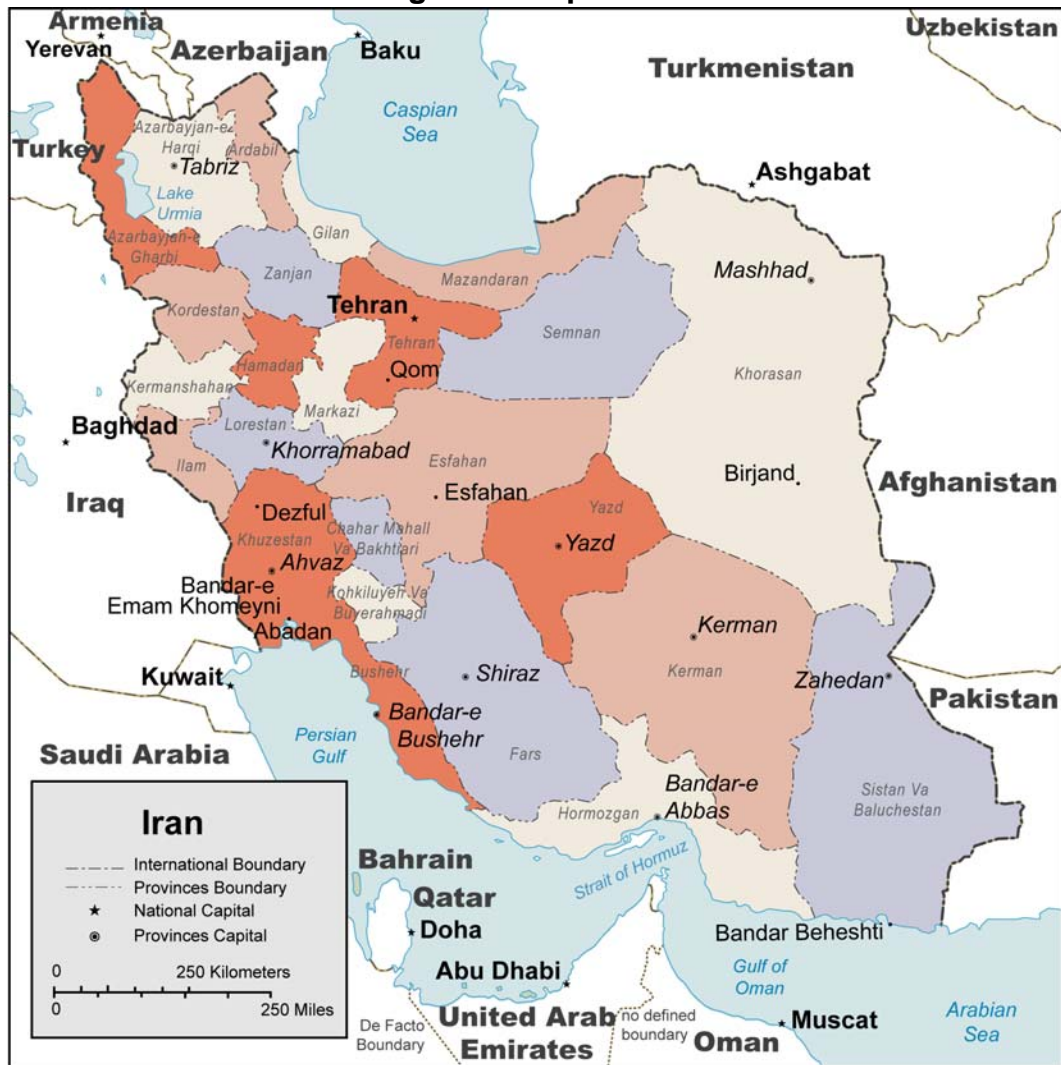 Armenia
Yerevan
Azerbaijan
Baku
Uzbekistan
Turkmenistan
Caspian
Sea
Turkey
Azarbayjan-e
Harqi
Ardabil
Tabriz
Lake
Urmia
Ashgabat
Gilan
Azarbayjan-e
Gharbi
Zanjan
Mazandaran
Mashhad
Kordestan
Tehran
Semnan
Hamadan
Tehran
Qom
Khorasan
Kermanshahan
Markazi
Baghdad
Lorestan
Khorramabad
Ilam
Esfahan
Esfahan
Birjand
Afghanistan
Iraq
Dezful
Yazd
Yazd
Khuzestan
Chahar Mahall
Va Bakhtiari
Ahvaz
Bandar-e
Emam Khomeyni
Abadan
Kohkiluyeh Va
Buyerahmadi
Kerman
Kerman
Kuwait
Bushehr
Shiraz
Zahedan
Pakistan
Bandar-e
Bushehr
Persian
Gulf
Saudi Arabia
Fars
Bandar-e
Abbas
Hormozgan
Sistan Va
Baluchestan
Iran
International Boundary
Provinces Boundary
National Capital
Provinces Capital
0 250 Kilometers
0 250 Miles
Bahrain
Strait of Hormuz
Qatar
Doha
Bandar Beheshti
Abu Dhabi
Gulf of
Oman
Arabian
Sea
De Facto
Boundary
United Arab
Emirates
no defined
boundary
Oman
Muscat